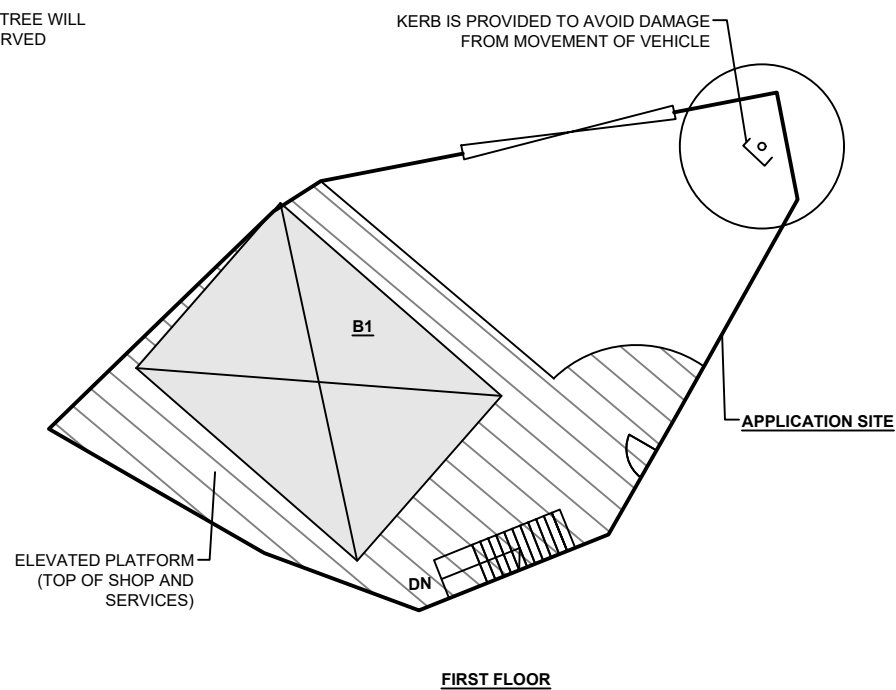 TREE WILL
RVED
KERB IS PROVIDED TO AVOID DAMAGE
FROM MOVEMENT OF VEHICLE
B1
APPLICATION SITE
ELEVATED PLATFORM
(TOP OF SHOP AND
SERVICES)
DN
FIRST FLOOR